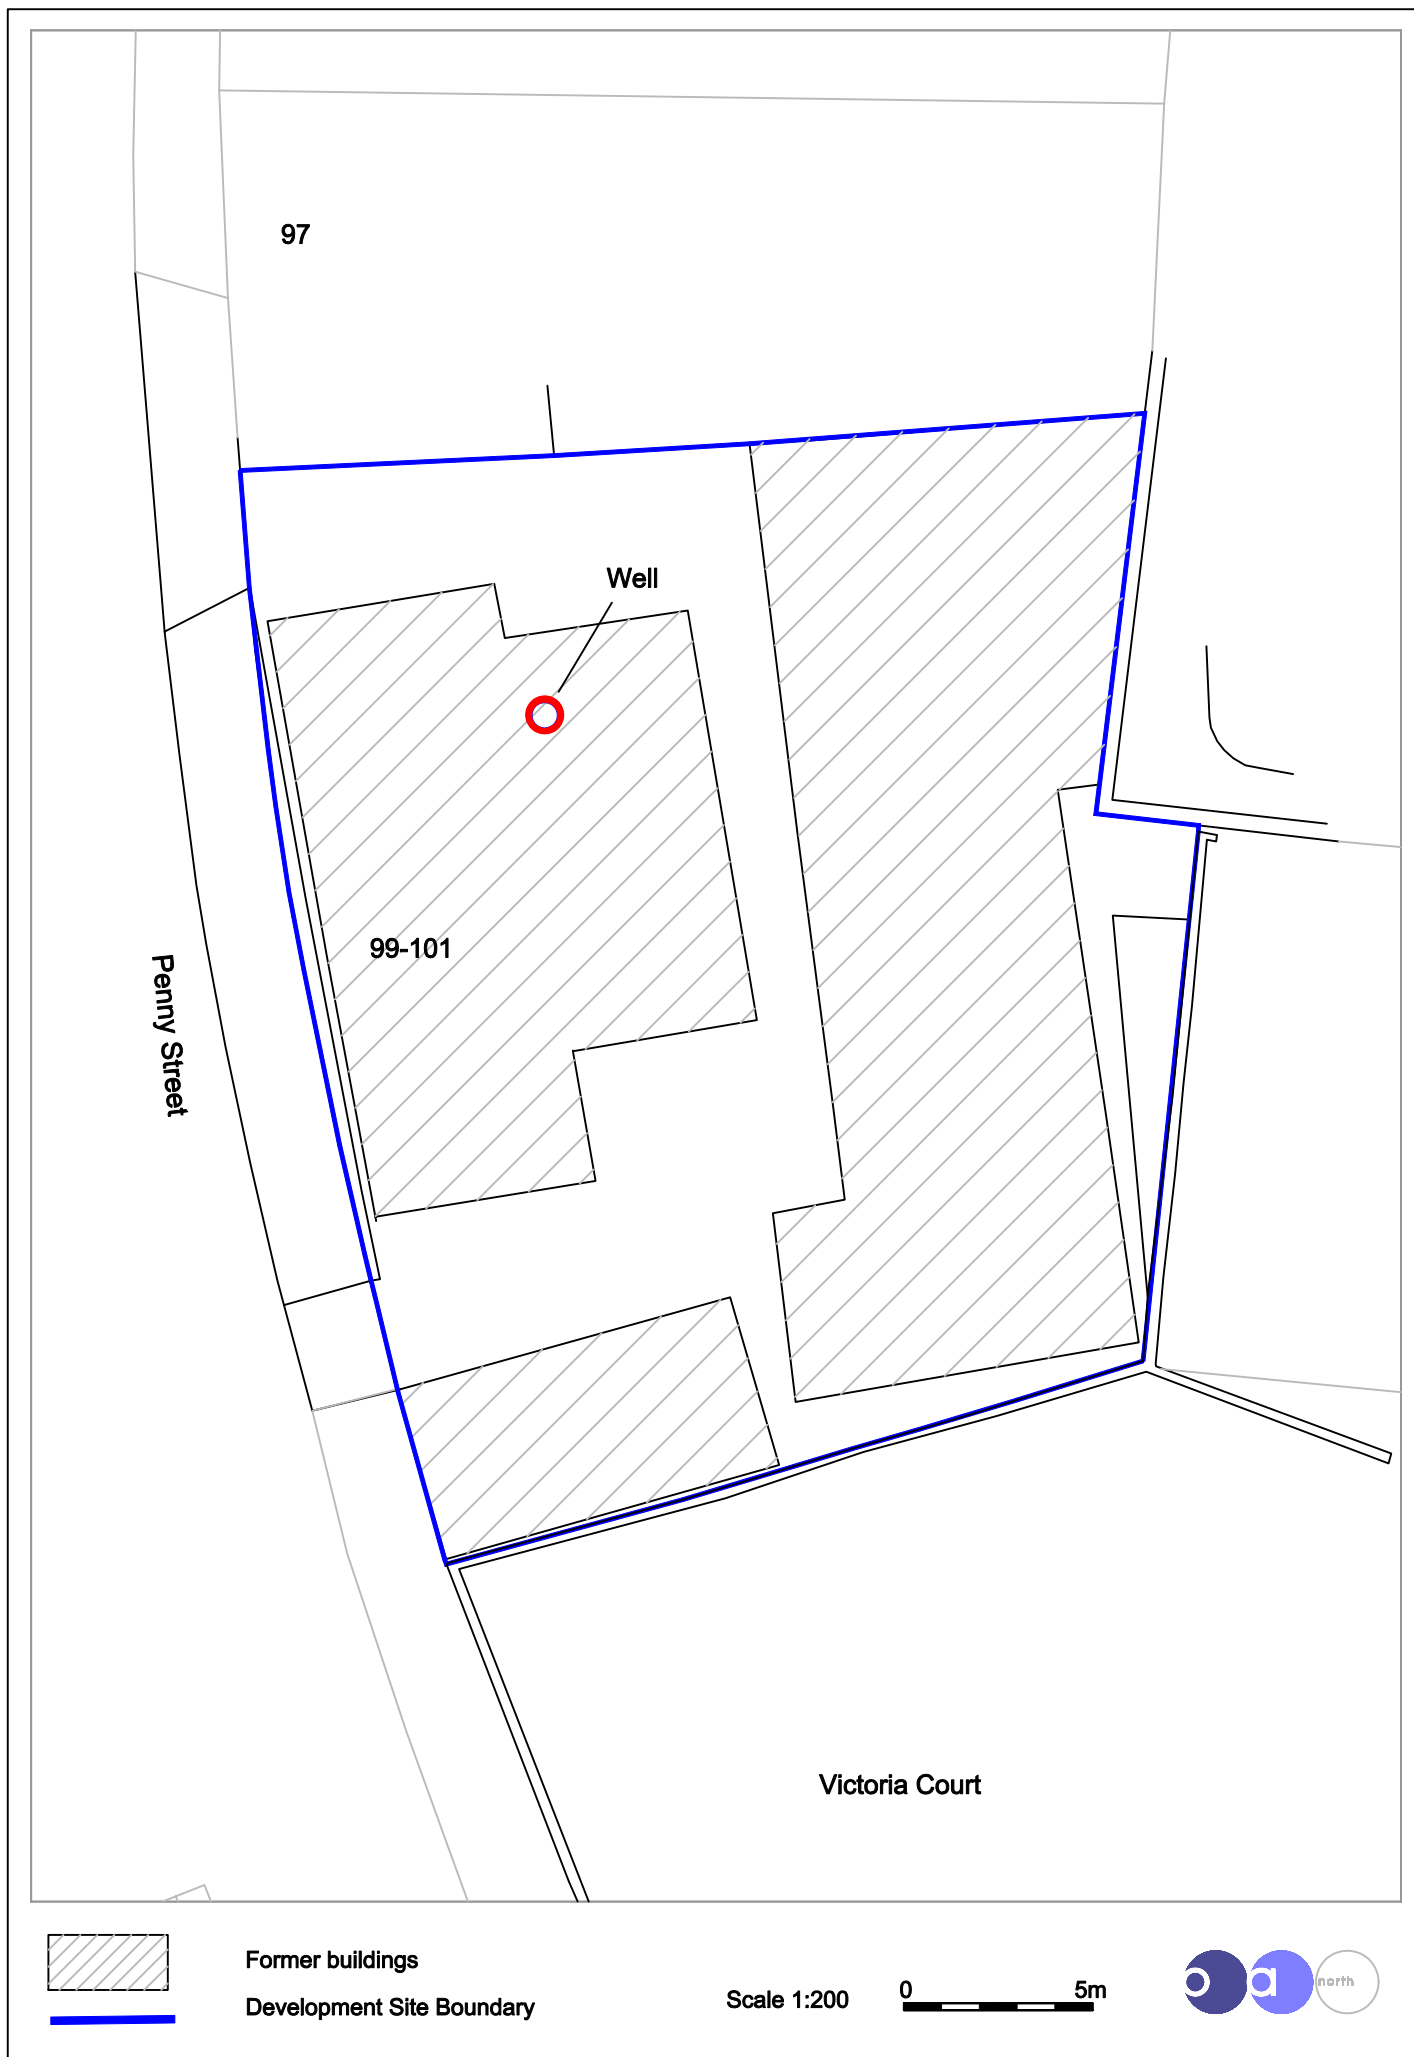 97
Well
99-101
Penny Street
Victoria Court
Former buildings
Development Site Boundary
Scale 1:200
0 5m
oa north